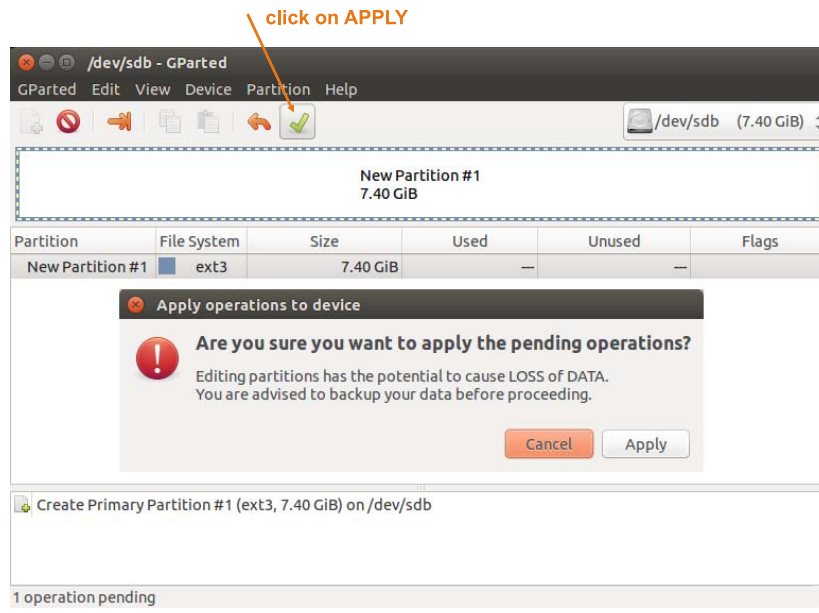 click on APPLY
/dev/sdb - GParted
GParted Edit View Device Partition Help
/dev/sdb (7.40 GiB)
New Partition #1
7.40 GiB
Partition File System Size Used Unused Flags
New Partition #1 ext3 7.40 GiB --- ---
Apply operations to device
Are you sure you want to apply the pending operations?
Editing partitions has the potential to cause LOSS of DATA.
You are advised to backup your data before proceeding.
Cancel Apply
Create Primary Partition #1 (ext3, 7.40 GiB) on /dev/sdb
1 operation pending